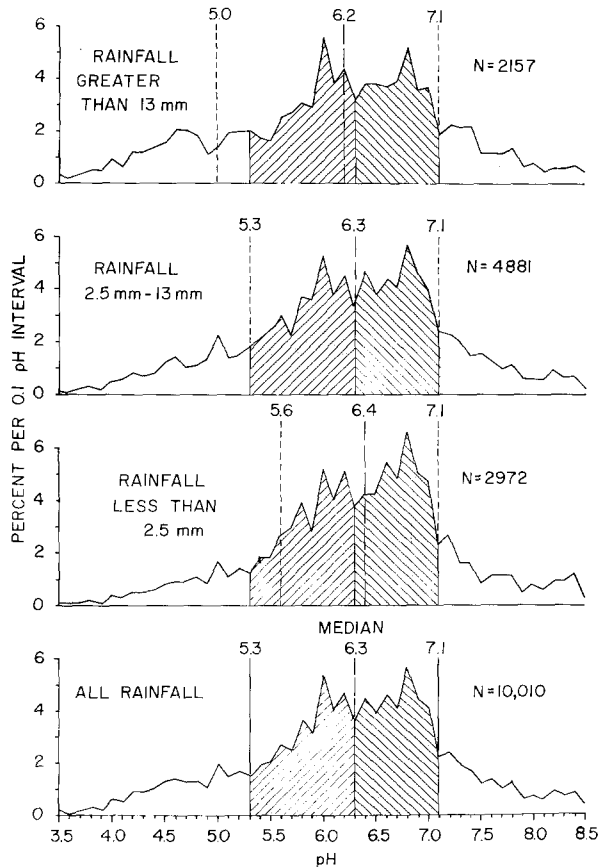 5.0 6.2 7.1
RAINFALL
GREATER
THAN 13 mm
N=2157
6
4
2
0
5.3 6.3 7.1
RAINFALL
2.5 mm-13 mm
N=4881
6
4
2
0
PERCENT PER 0.1 pH INTERVAL
5.6 6.4 7.1
RAINFALL
LESS THAN
2.5 mm
N=2972
6
4
2
0
MEDIAN
5.3 6.3 7.1
ALL RAINFALL
N=10,010
6
4
2
0
3.5 4.0 4.5 5.0 5.5 6.0 6.5 7.0 7.5 8.0 8.5
pH